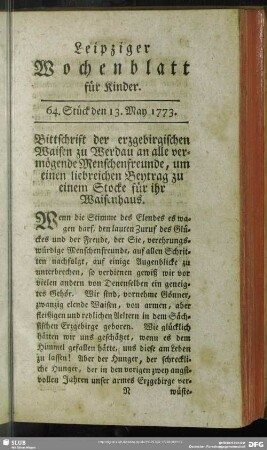 Leipziger
Wochenblatt
für Kinder.
64. Stück den 13. May 1773.
Bittschrift der erzgebirgischen
Waisen zu Werdau an alle ver-
mögende Menschenfreunde, um
einen liebreichen Beytrag zu
einem Stocke für ihr
Waisenhaus.
Wenn die Stimme des Elendes es wa-
gen darf, den lauten Zuruf des Glü-
ckes und der Freude, der Sie, verehrungs-
würdige Menschenfreunde, auf allen Schrit-
ten nachfolgt, auf einige Augenblicke zu
unterbrechen, so verdienen gewiß wir vor
vielen andern von Denenselben ein geneig-
tes Gehör. Wir sind, vornehme Gönner,
zwanzig elende Waisen, von armen, aber
fleißigen und redlichen Aeltern in dem Säch-
sischen Erzgebirge geboren. Wie glücklich
hätten wir uns geschätzet, wenn es dem
Himmel gefallen hätte, uns diese am Leben
zu lassen! Aber der Hunger, der schreckli-
che Hunger, der in den vorigen zwey angst-
vollen Jahren unser armes Erzgebirge ver-
N wüste-
SLUB
DFG